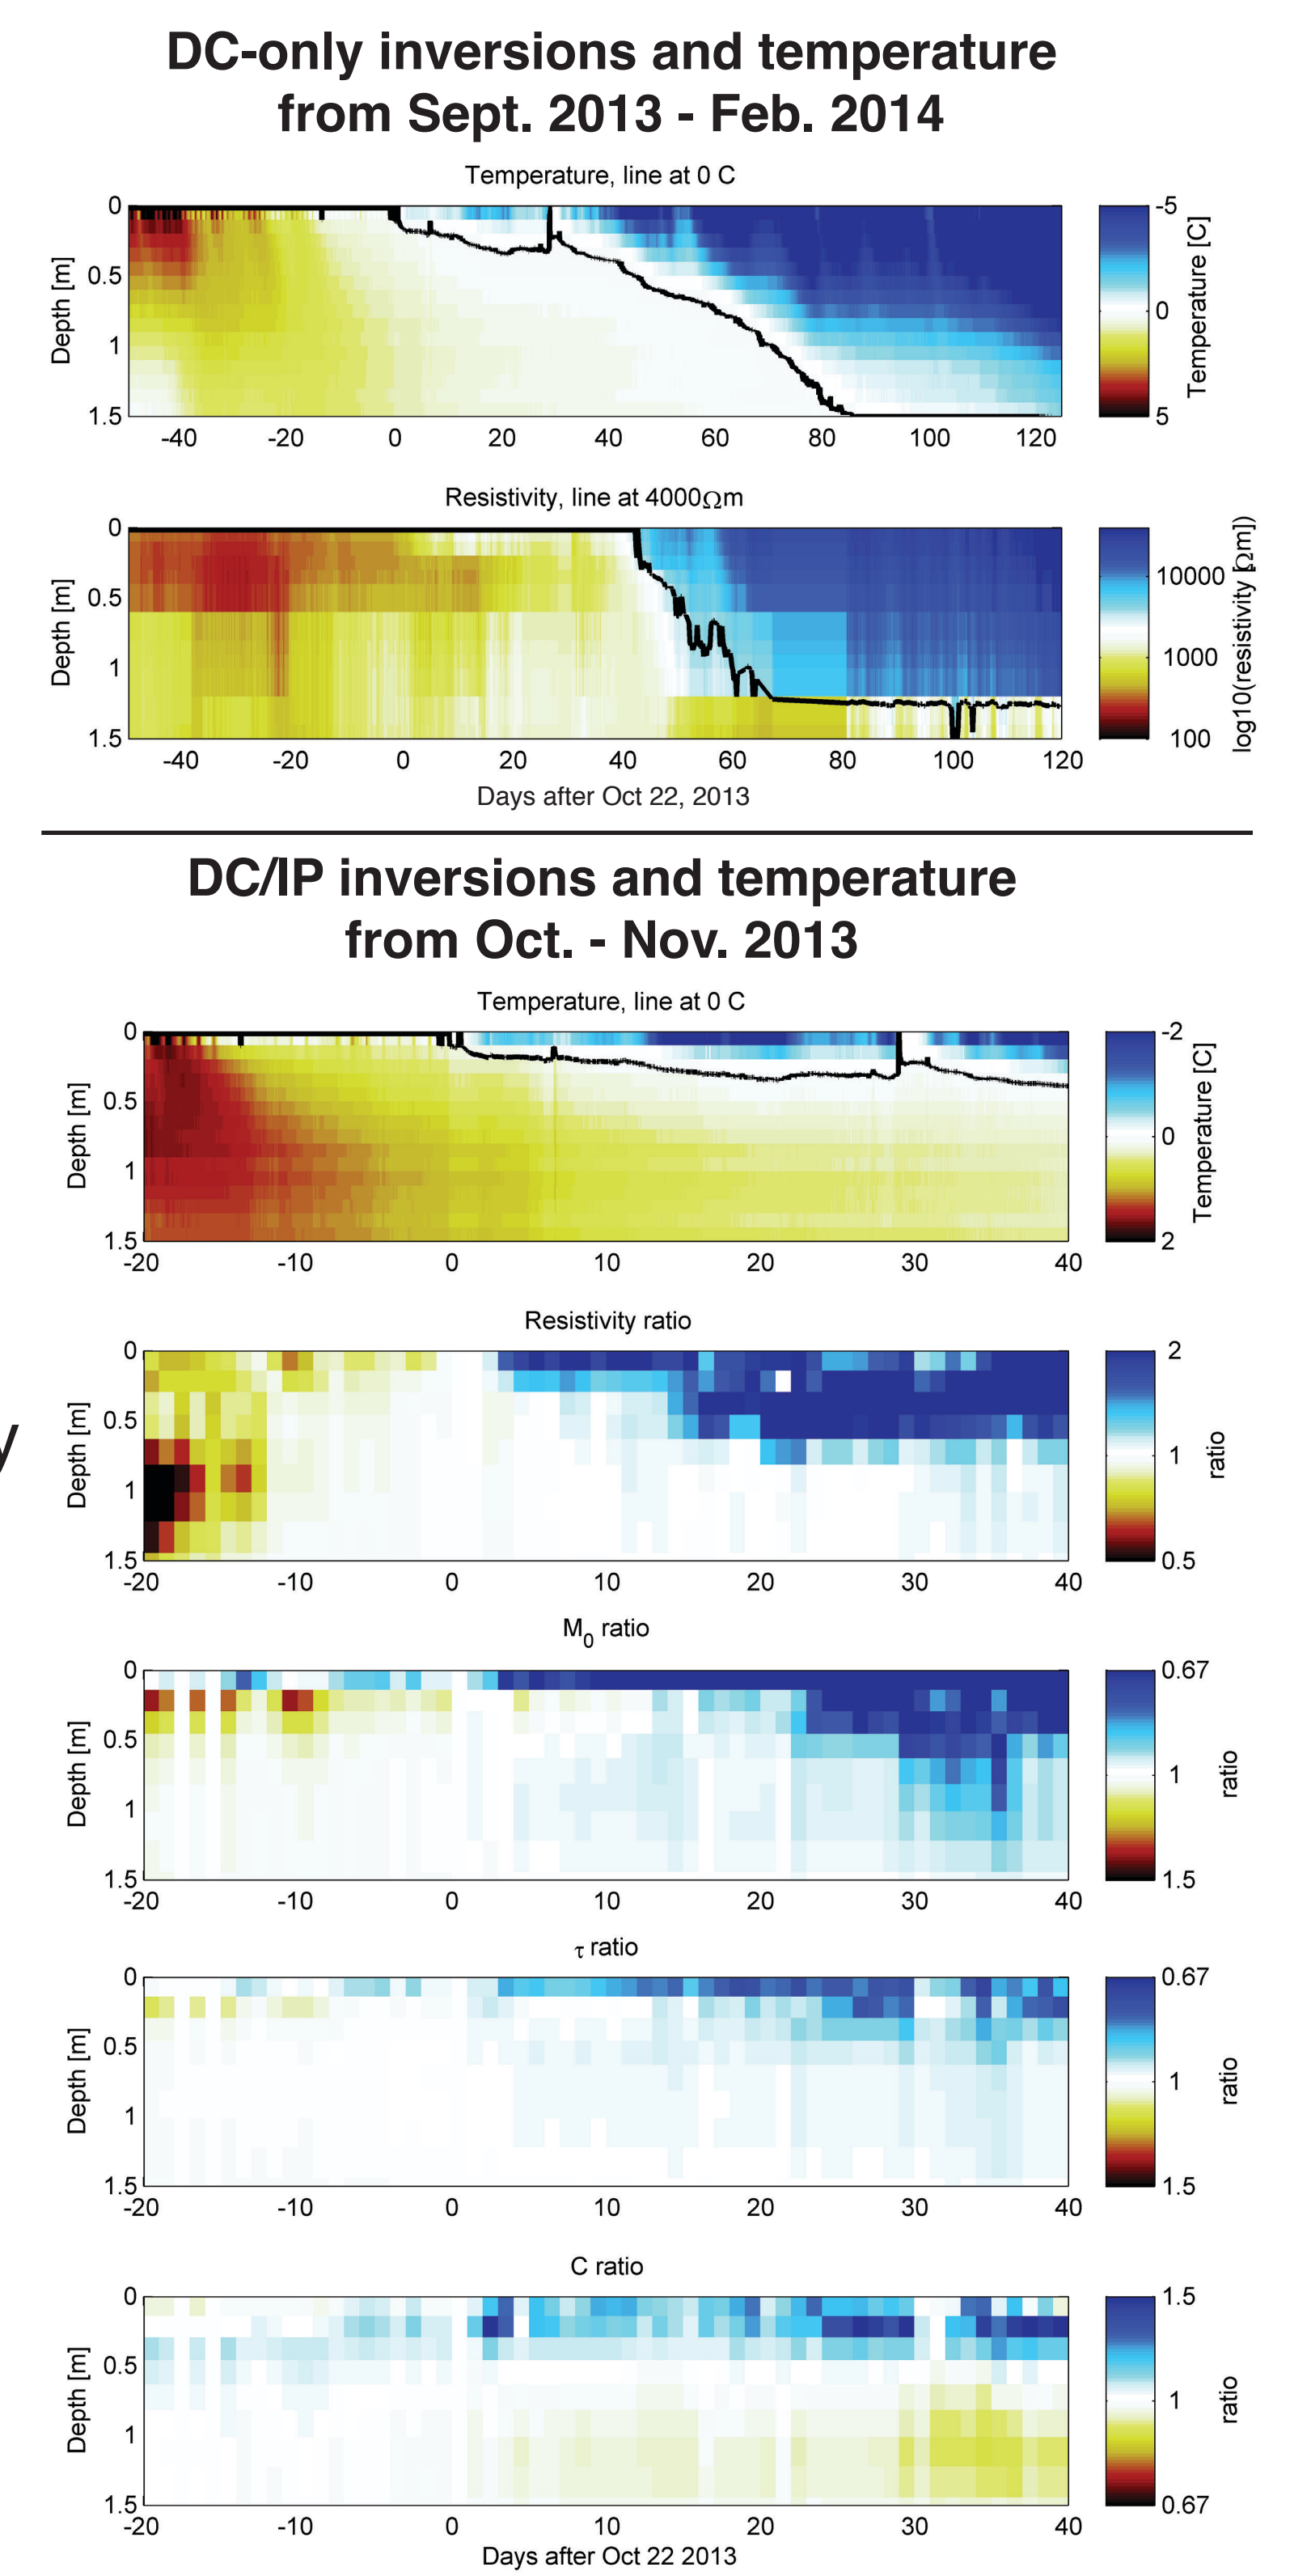 DC-only inversions and temperature
from Sept. 2013 - Feb. 2014
Temperature, line at 0 C
0
0.5
1
1.5
Depth [m]
-40 -20 0 20 40 60 80 100 120
-5
0
5
Temperature [C]
Resistivity, line at 4000Ωm
0
0.5
1
1.5
Depth [m]
-40 -20 0 20 40 60 80 100 120
Days after Oct 22, 2013
10000
1000
100
log10(resistivity [Ωm])
DC/IP inversions and temperature
from Oct. - Nov. 2013
Temperature, line at 0 C
0
0.5
1
1.5
Depth [m]
-20 -10 0 10 20 30 40
-2
0
2
Temperature [C]
Resistivity ratio
0
0.5
1
1.5
Depth [m]
-20 -10 0 10 20 30 40
2
1
0.5
ratio
y
M0 ratio
0
0.5
1
1.5
Depth [m]
-20 -10 0 10 20 30 40
0.67
1
1.5
ratio
τ ratio
0
0.5
1
1.5
Depth [m]
-20 -10 0 10 20 30 40
0.67
1
1.5
ratio
C ratio
0
0.5
1
1.5
Depth [m]
-20 -10 0 10 20 30 40
Days after Oct 22 2013
1.5
1
0.67
ratio